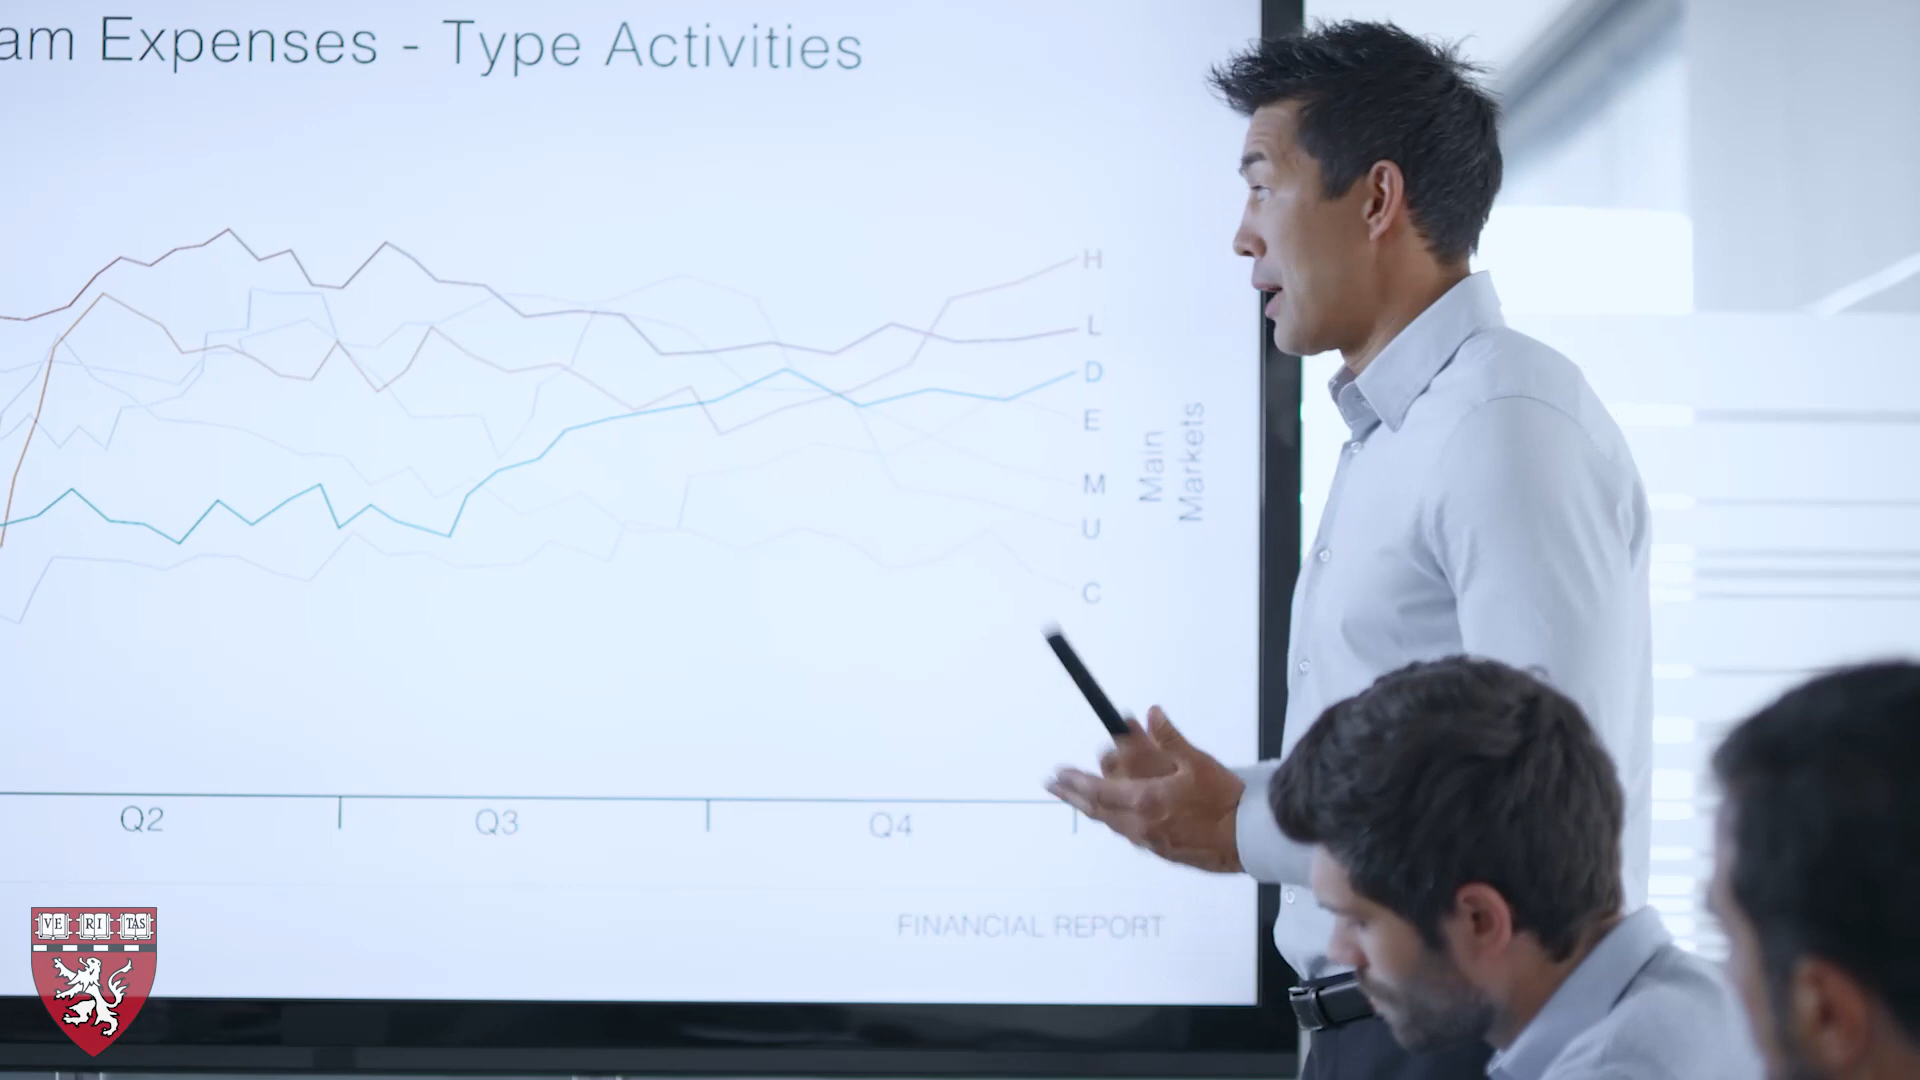 am Expenses - Type Activities
H
L
D
E
M
U
C
Main
Markets
Q2 Q3 Q4
FINANCIAL REPORT
VE RI TAS